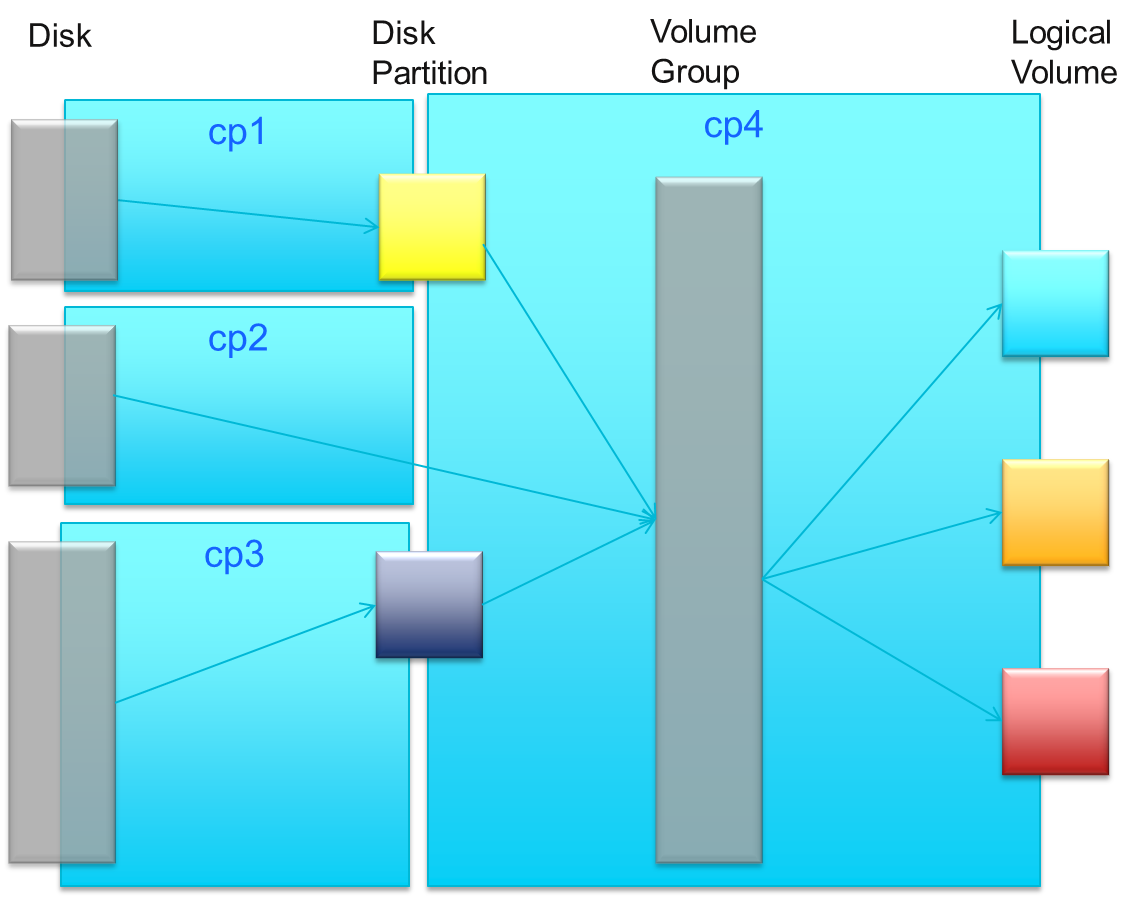 Disk
Disk
Partition
Volume
Group
Logical
Volume
cp1
cp4
cp2
cp3